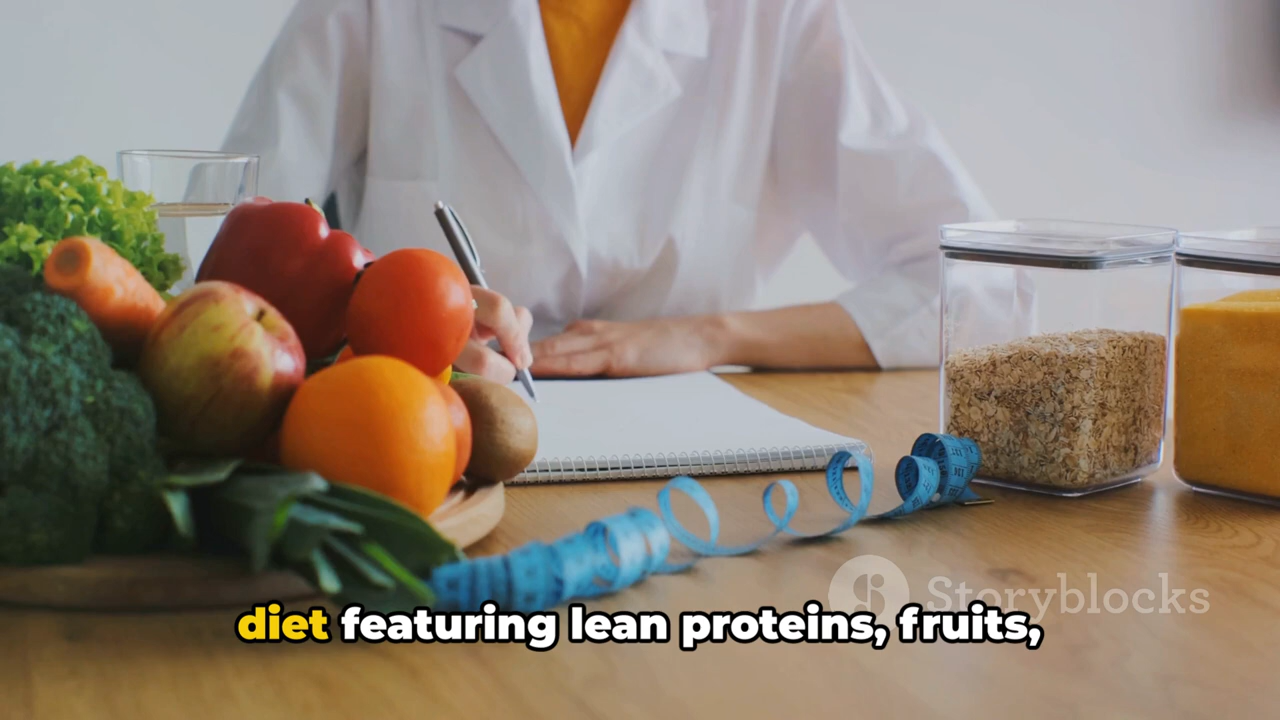 Storyblocks
diet featuring lean proteins, fruits,